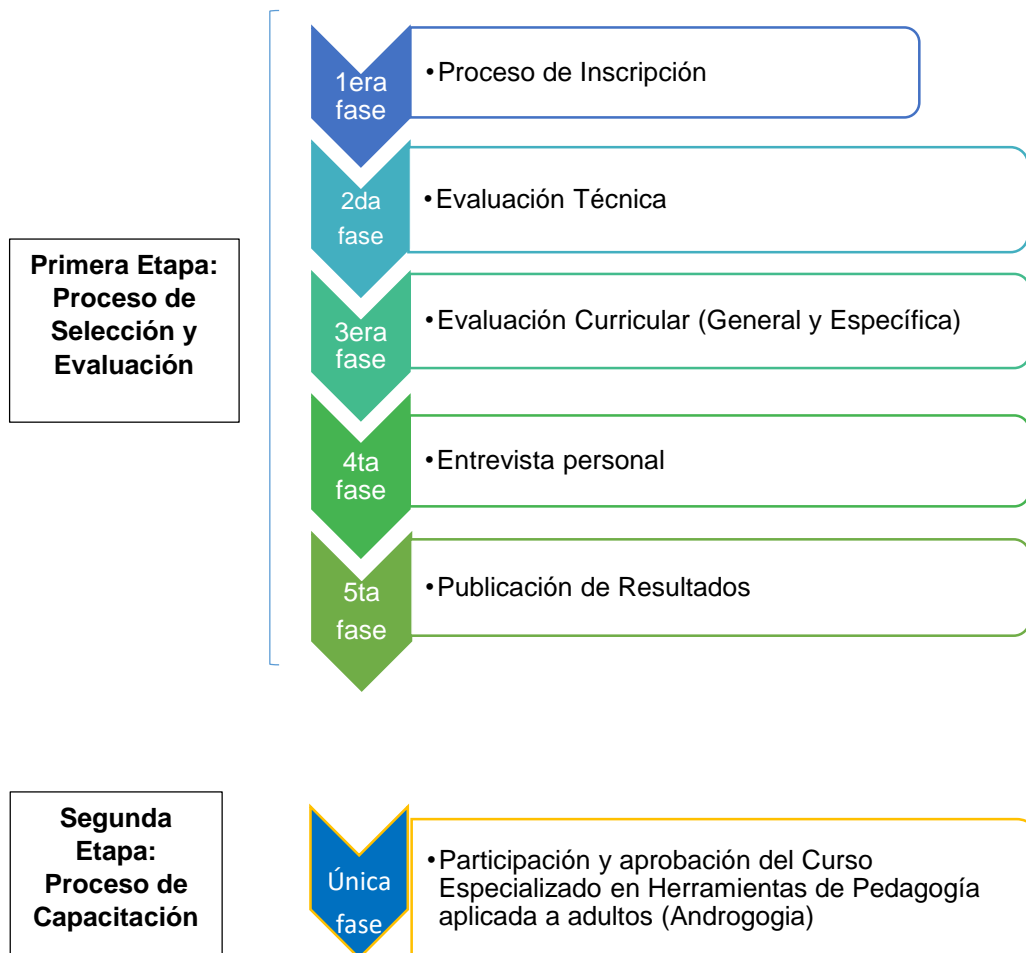 1era
fase
•Proceso de Inscripción
2da
fase
•Evaluación Técnica
Primera Etapa:
Proceso de
Selección y
Evaluación
3era
fase
•Evaluación Curricular (General y Específica)
4ta
fase
•Entrevista personal
5ta
fase
•Publicación de Resultados
Segunda
Etapa:
Proceso de
Capacitación
Única
fase
•Participación y aprobación del Curso
Especializado en Herramientas de Pedagogía
aplicada a adultos (Androgogia)